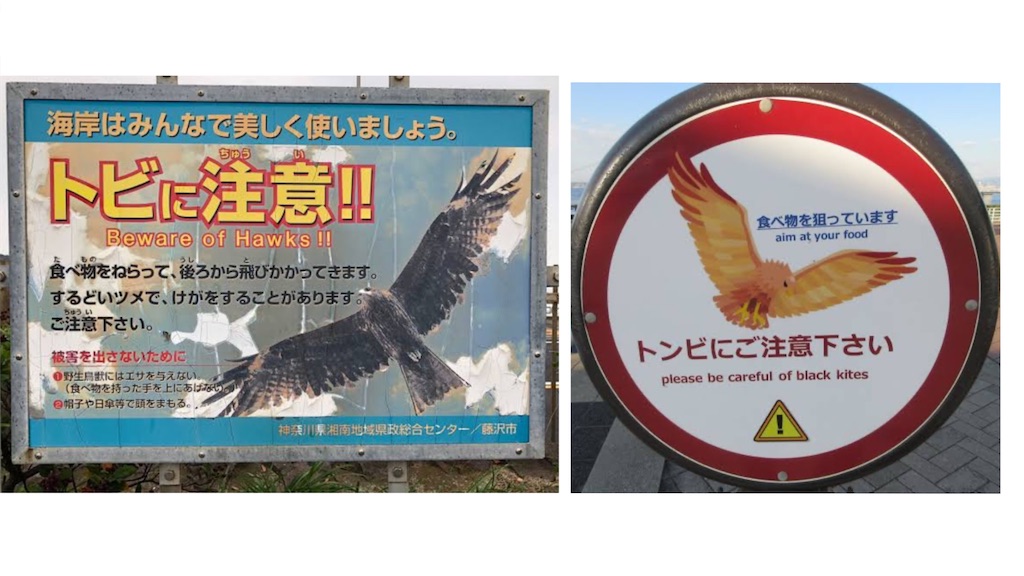 海岸はみんなで美しく使いましょう。
ちゅう い
トビに注意!!
Beware of Hawks!!
た もの うし と
食べ物をねらって、後ろから飛びかかってきます。
するどいツメで、けがをすることがあります。
ちゅうい
ご注意下さい。
被害を出さないために
❶野生鳥獣にはエサを与えない。
(食べ物を持った手を上にあげない。)
❷帽子や日傘等で頭をまもる。
神奈川県湘南地域県政総合センター/藤沢市
食べ物を狙っています
aim at your food
トンビにご注意下さい
please be careful of black kites
!